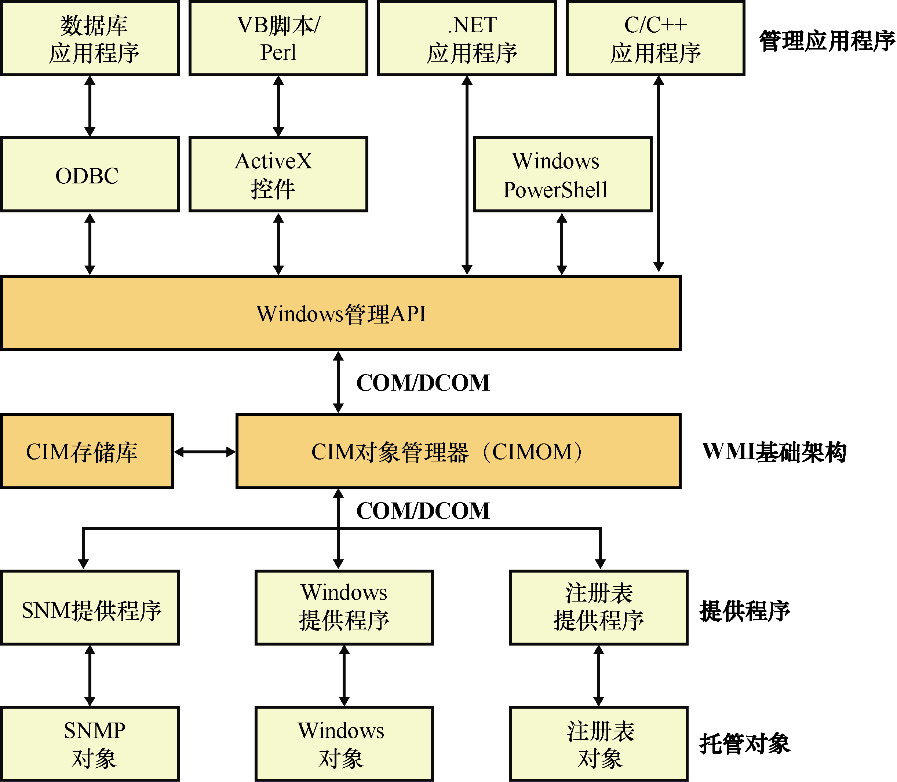 数据库
应用程序
VB脚本/
Perl
.NET
应用程序
C/C++
应用程序
管理应用程序
ODBC
ActiveX
控件
Windows
PowerShell
Windows管理API
COM/DCOM
CIM存储库
CIM对象管理器（CIMOM）
WMI基础架构
COM/DCOM
SNM提供程序
Windows
提供程序
注册表
提供程序
提供程序
SNMP
对象
Windows
对象
注册表
对象
托管对象